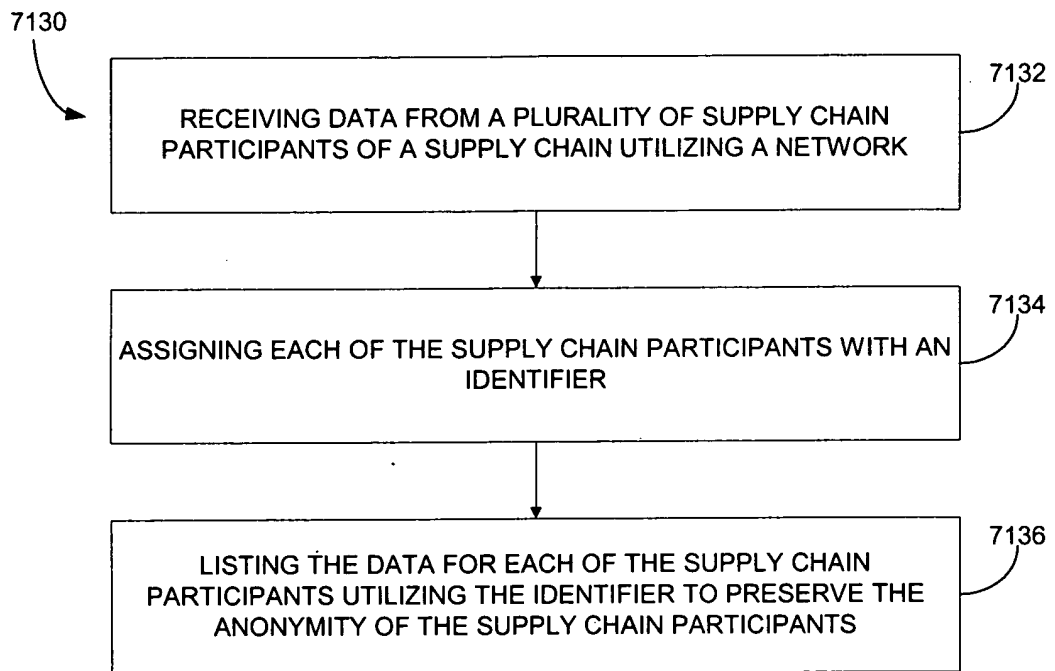 7130
7132
RECEIVING DATA FROM A PLURALITY OF SUPPLY CHAIN
PARTICIPANTS OF A SUPPLY CHAIN UTILIZING A NETWORK
7134
ASSIGNING EACH OF THE SUPPLY CHAIN PARTICIPANTS WITH AN
IDENTIFIER
7136
LISTING THE DATA FOR EACH OF THE SUPPLY CHAIN
PARTICIPANTS UTILIZING THE IDENTIFIER TO PRESERVE THE
ANONYMITY OF THE SUPPLY CHAIN PARTICIPANTS